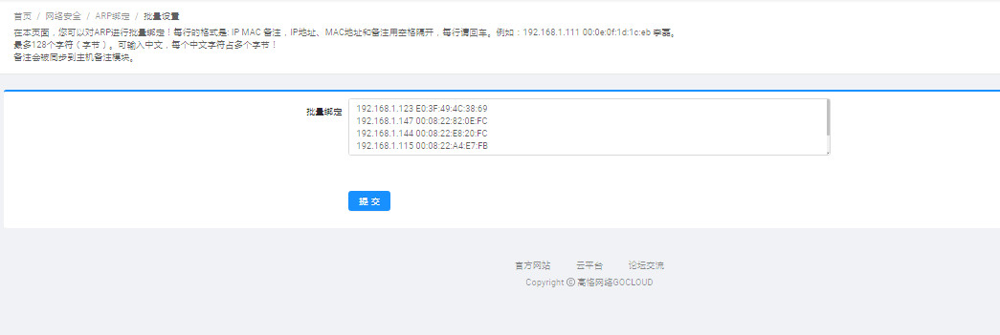 首页 / 网络安全 / ARP绑定 / 批量设置
在本页面，您可以对ARP进行批量绑定！每行的格式是: IP MAC 备注，IP地址、MAC地址和备注用空格隔开，每行请回车。例如：192.168.1.111 00:0e:0f:1d:1c:eb 李磊。
最多128个字符（字节）。可输入中文，每个中文字符占多个字节！
备注会被同步到主机备注模块。
批量绑定
192.168.1.123 E0:3F:49:4C:38:69
192.168.1.147 00:08:22:82:0E:FC
192.168.1.144 00:08:22:E8:20:FC
192.168.1.115 00:08:22:A4:E7:FB
提 交
官方网站 云平台 论坛交流
Copyright © 高恪网络GOCLOUD